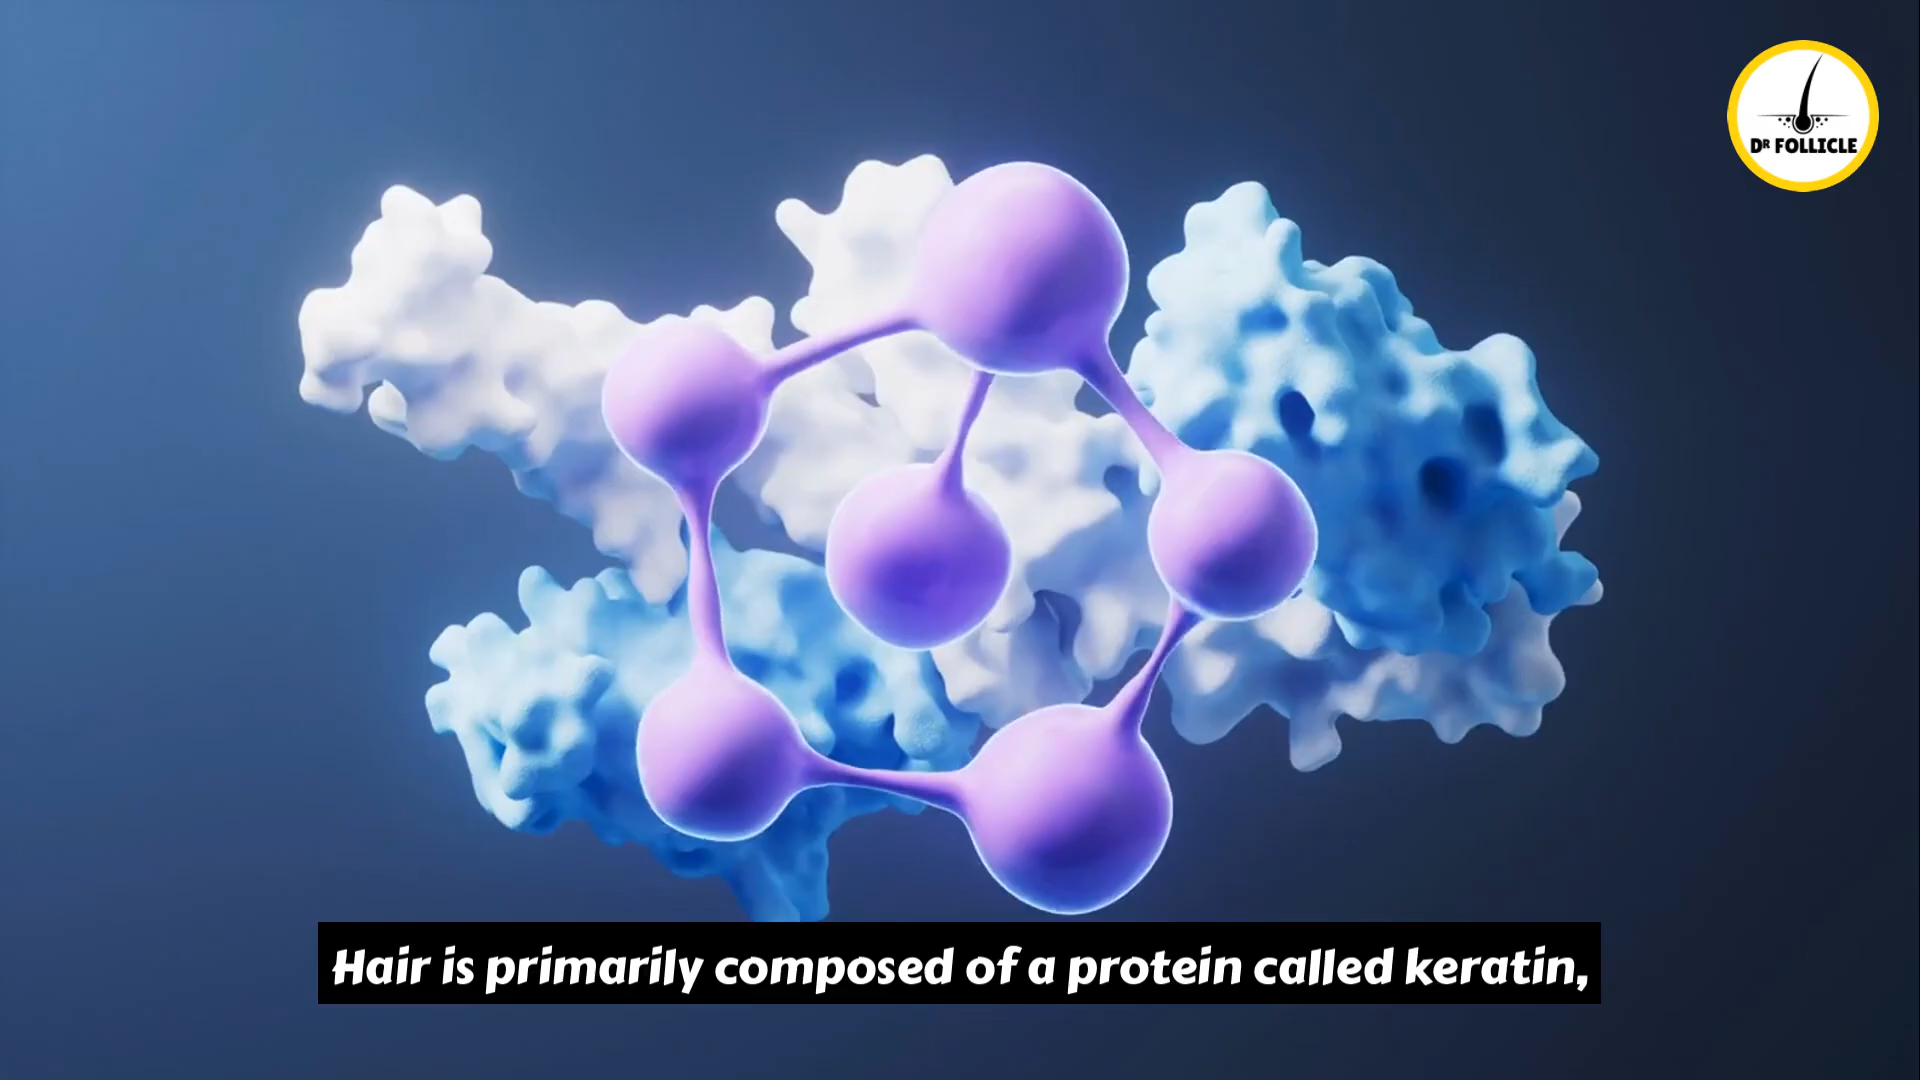 Dʳ FOLLICLE
Hair is primarily composed of a protein called keratin,